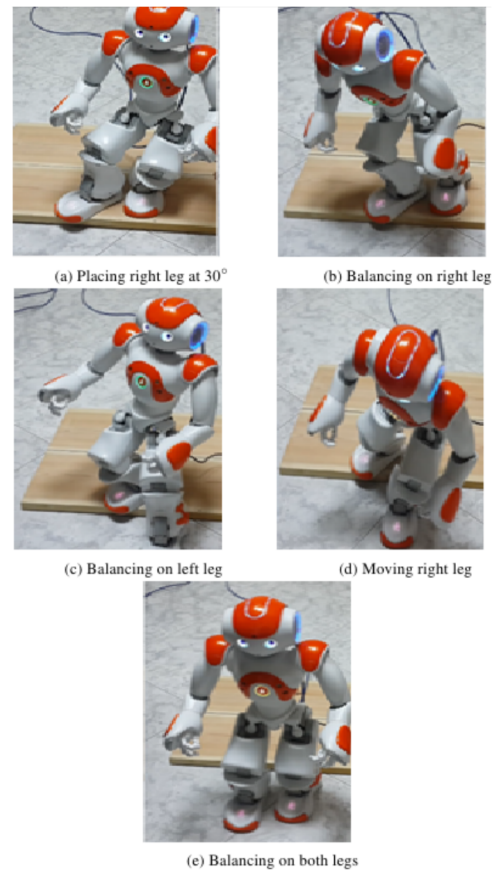 (a) Placing right leg at 30°
(b) Balancing on right leg
(c) Balancing on left leg
(d) Moving right leg
(e) Balancing on both legs